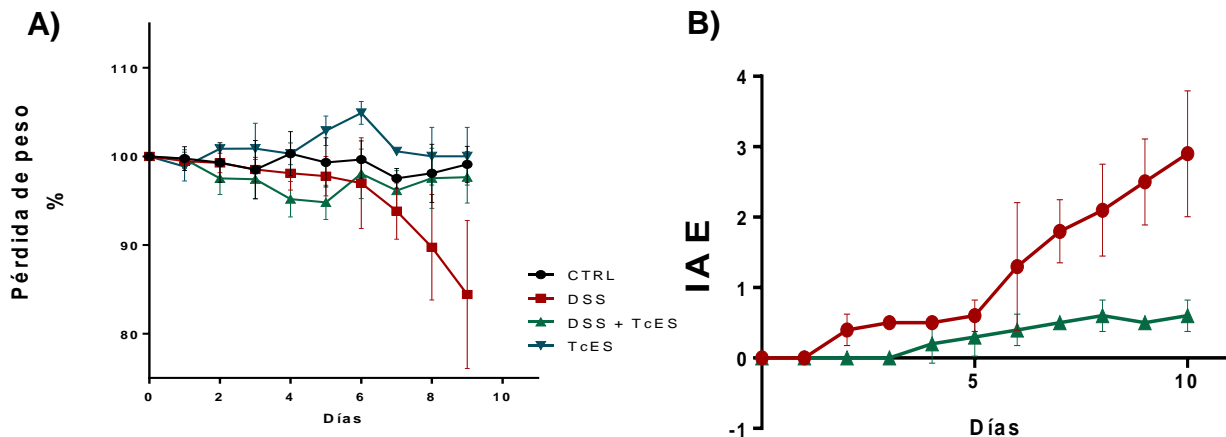 A)
Pérdida de peso
%
110
100
90
80
0
2
4
6
8
10
Días
CTRL
DSS
DSS + TcES
TcES
B)
IAE
4
3
2
1
0
-1
5
10
Días